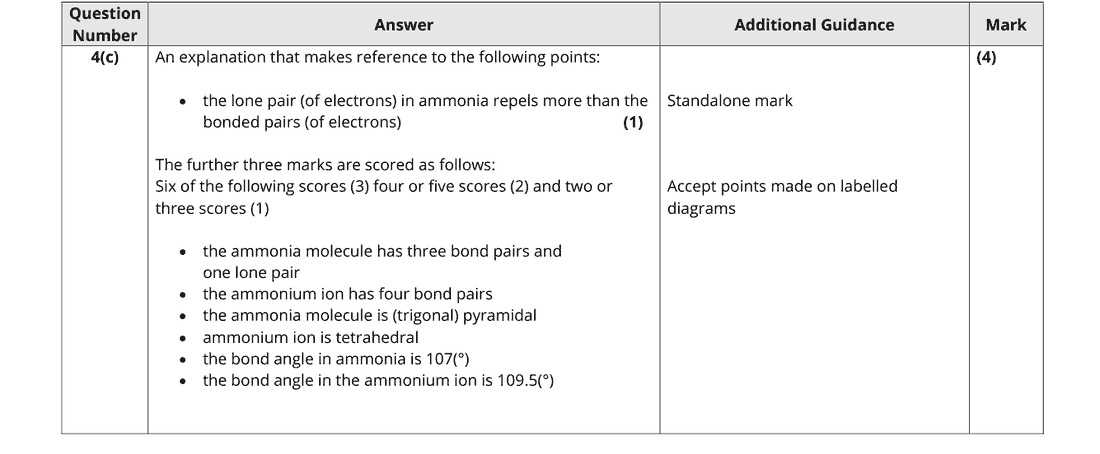 Question Number
Answer
Additional Guidance
Mark
4(c)
An explanation that makes reference to the following points:
(4)
• the lone pair (of electrons) in ammonia repels more than the
bonded pairs (of electrons) (1)
Standalone mark
The further three marks are scored as follows:
Six of the following scores (3) four or five scores (2) and two or
three scores (1)
Accept points made on labelled
diagrams
• the ammonia molecule has three bond pairs and
one lone pair
• the ammonium ion has four bond pairs
• the ammonia molecule is (trigonal) pyramidal
• ammonium ion is tetrahedral
• the bond angle in ammonia is 107(°)
• the bond angle in the ammonium ion is 109.5(°)